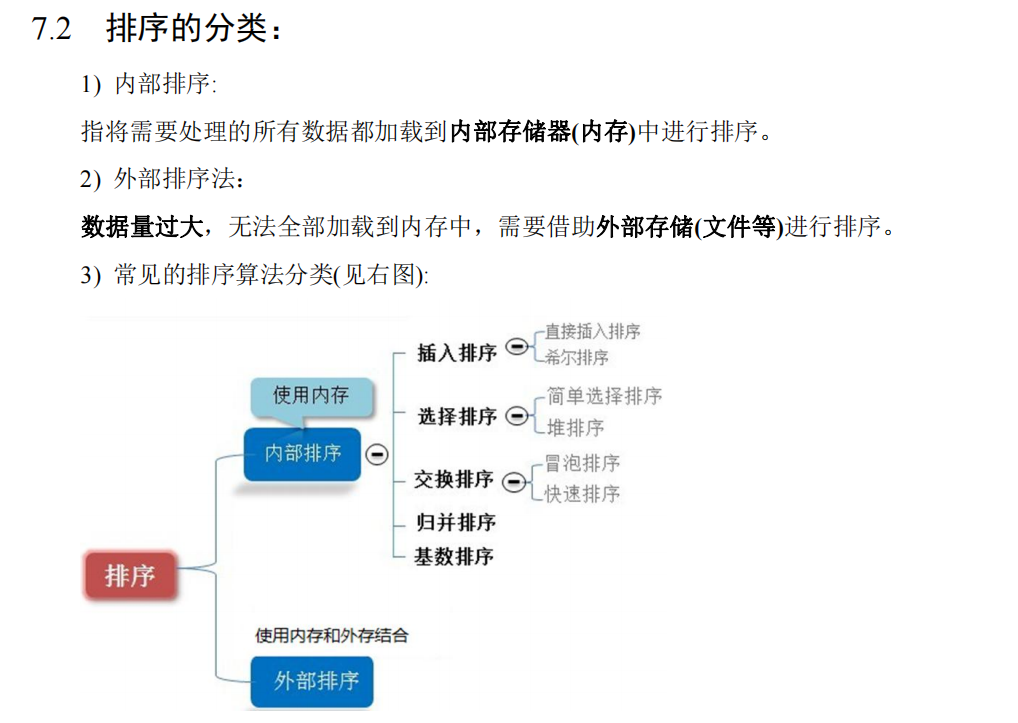 7.2 排序的分类：
1) 内部排序:
指将需要处理的所有数据都加载到内部存储器(内存)中进行排序。
2) 外部排序法：
数据量过大，无法全部加载到内存中，需要借助外部存储(文件等)进行排序。
3) 常见的排序算法分类(见右图):
直接插入排序
插入排序
希尔排序
使用内存
简单选择排序
选择排序
堆排序
内部排序
冒泡排序
交换排序
快速排序
归并排序
基数排序
排序
使用内存和外存结合
外部排序